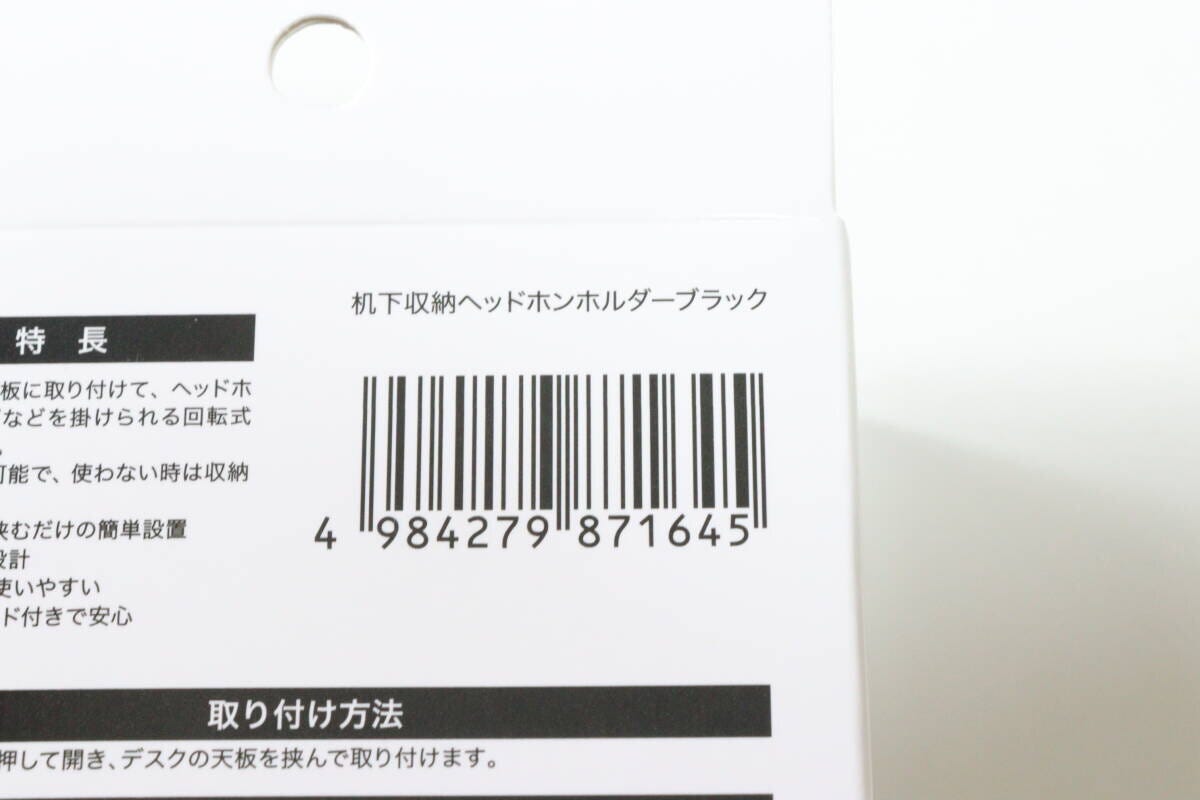 机下収納ヘッドホンホルダーブラック
特 長
板に取り付けて、ヘッドホ
などを掛けられる回転式
可能で、使わない時は収納
挟むだけの簡単設置
設計
使いやすい
ド付きで安心
4 984279 871645
取り付け方法
押して開き、デスクの天板を挟んで取り付けます。